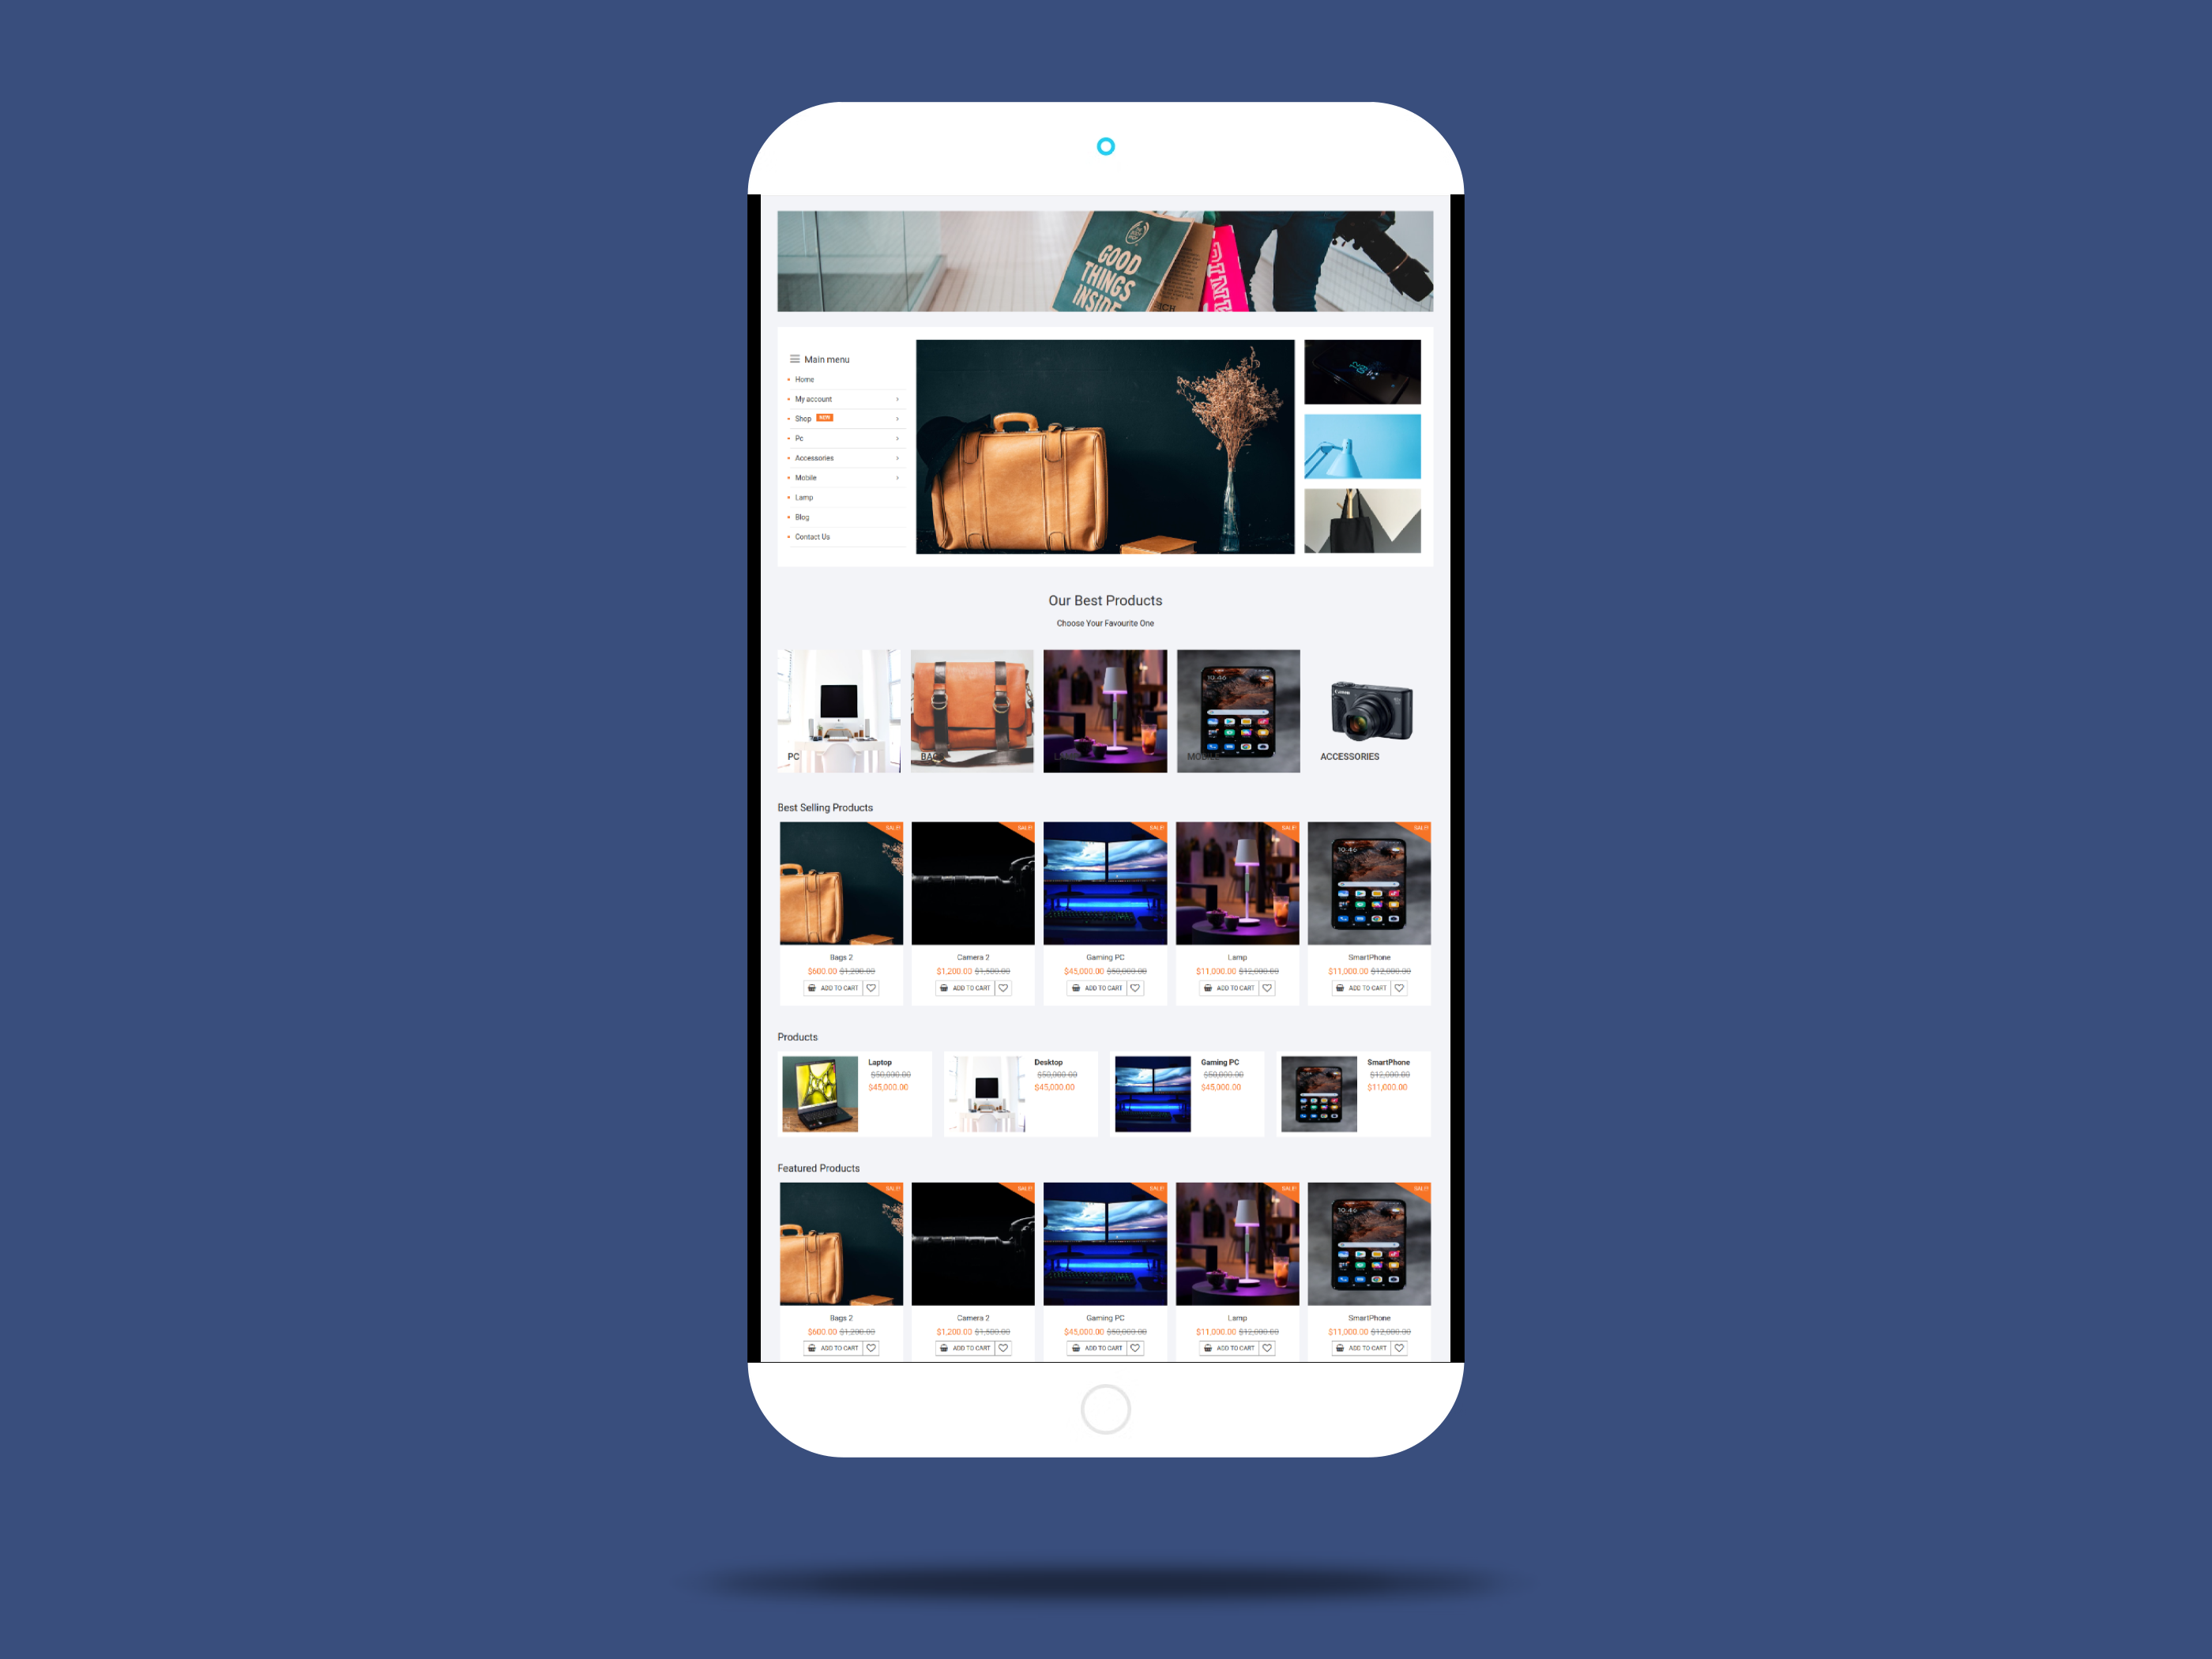 GOOD
THINGS
INSIDE
Main menu
Home
My account
Shop NEW
Pc
Accessories
Mobile
Lamp
Blog
Contact Us
Our Best Products
Choose Your Favourite One
10:46
Canon
PC
MOBILE
ACCESSORIES
Best Selling Products
SALE! SALE! SALE! SALE! SALE!
10:46
Bags 2 Camera 2 Gaming PC Lamp SmartPhone
$600.00 $1,200.00 $1,200.00 $1,500.00 $45,000.00 $50,000.00 $11,000.00 $12,000.00 $11,000.00 $12,000.00
ADD TO CART ADD TO CART ADD TO CART ADD TO CART ADD TO CART
Products
Laptop Desktop Gaming PC SmartPhone
$50,000.00 $50,000.00 $50,000.00 $12,000.00
$45,000.00 $45,000.00 $45,000.00 $11,000.00
Featured Products
SALE! SALE! SALE! SALE! SALE!
10:46
Bags 2 Camera 2 Gaming PC Lamp SmartPhone
$600.00 $1,200.00 $1,200.00 $1,500.00 $45,000.00 $50,000.00 $11,000.00 $12,000.00 $11,000.00 $12,000.00
ADD TO CART ADD TO CART ADD TO CART ADD TO CART ADD TO CART